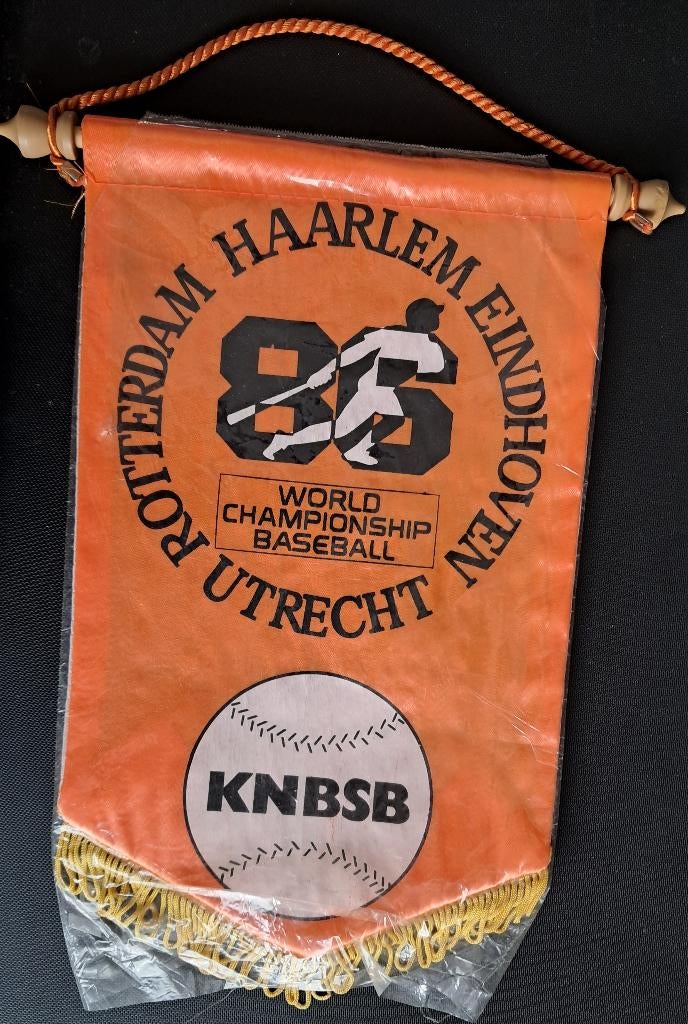 ROTTERDAM HAARLEM EINDHOVEN
UTRECHT
86
WORLD
CHAMPIONSHIP
BASEBALL
KNBSB